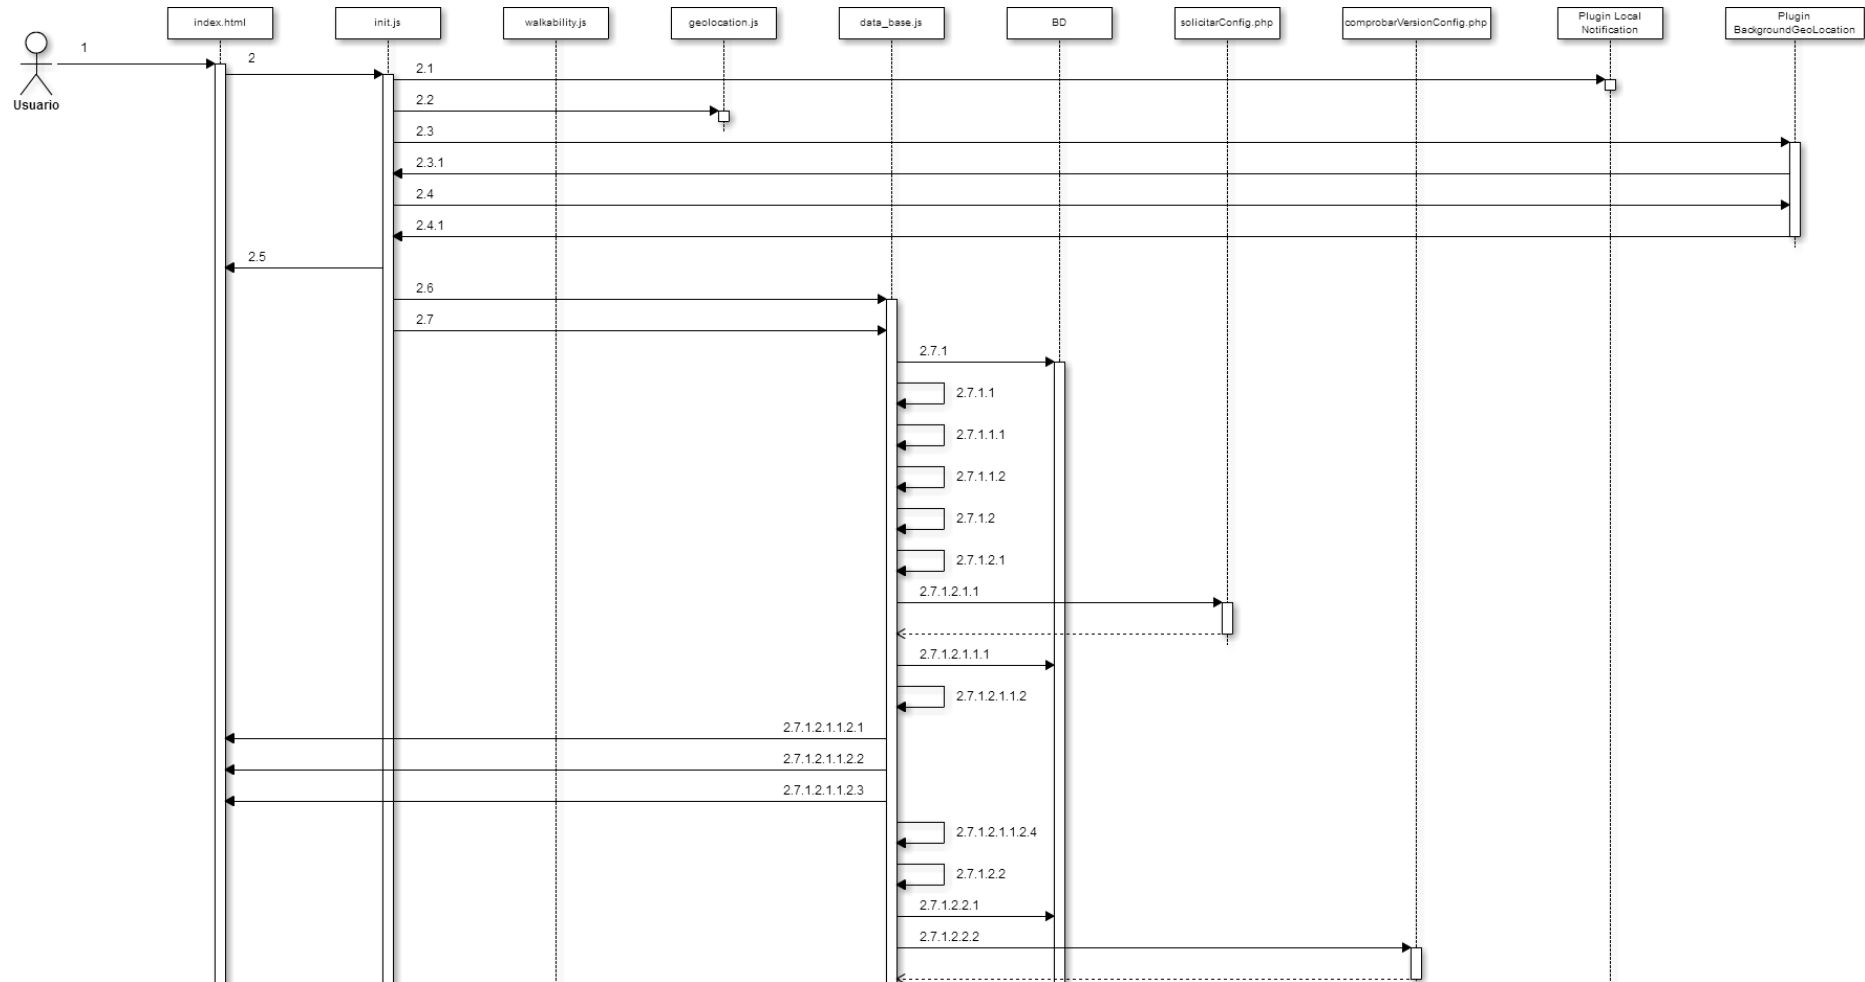 index.html
init.js
walkability.js
geolocation.js
data_base.js
BD
solicitarConfig.php
comprobarVersionConfig.php
Plugin Local
Notification
Plugin
BackgroundGeoLocation
Usuario
1
2
2.1
2.2
2.3
2.3.1
2.4
2.4.1
2.5
2.6
2.7
2.7.1
2.7.1.1
2.7.1.1.1
2.7.1.1.2
2.7.1.2
2.7.1.2.1
2.7.1.2.1.1
2.7.1.2.1.1.1
2.7.1.2.1.1.2
2.7.1.2.1.1.2.1
2.7.1.2.1.1.2.2
2.7.1.2.1.1.2.3
2.7.1.2.1.1.2.4
2.7.1.2.2
2.7.1.2.2.1
2.7.1.2.2.2